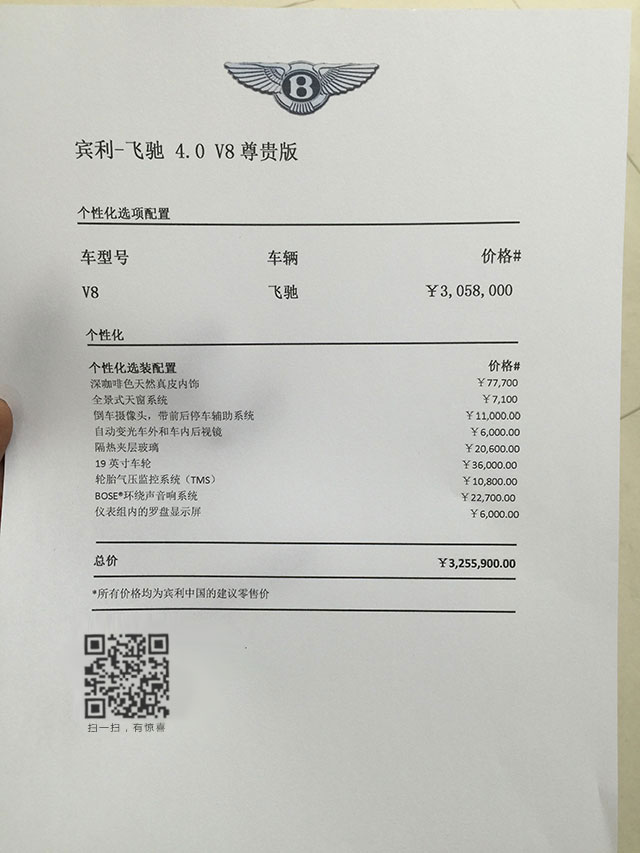 B
宾利-飞驰 4.0 V8尊贵版
个性化选项配置
车型号 车辆 价格#
V8 飞驰 ￥3,058,000
个性化
个性化选装配置 价格#
深咖啡色天然真皮内饰 ￥77,700
全景式天窗系统 ￥7,100
倒车摄像头，带前后停车辅助系统 ￥11,000.00
自动变光车外和车内后视镜 ￥6,000.00
隔热夹层玻璃 ￥20,600.00
19 英寸车轮 ￥36,000.00
轮胎气压监控系统（TMS） ￥10,800.00
BOSE®环绕声音响系统 ￥22,700.00
仪表组内的罗盘显示屏 ￥6,000.00
总价 ￥3,255,900.00
*所有价格均为宾利中国的建议零售价
扫一扫，有惊喜